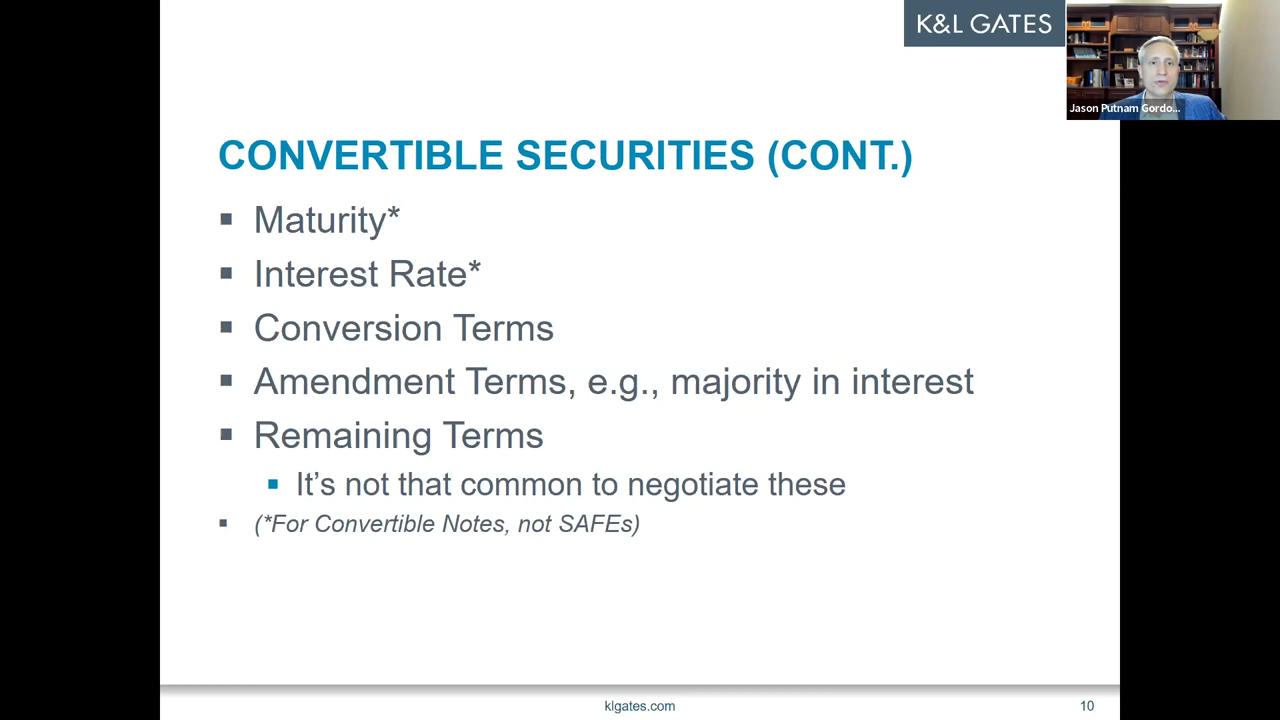 K&L GATES
Jason Putnam Gordo...
CONVERTIBLE SECURITIES (CONT.)
Maturity*
Interest Rate*
Conversion Terms
Amendment Terms, e.g., majority in interest
Remaining Terms
It's not that common to negotiate these
(*For Convertible Notes, not SAFEs)
klgates.com
10